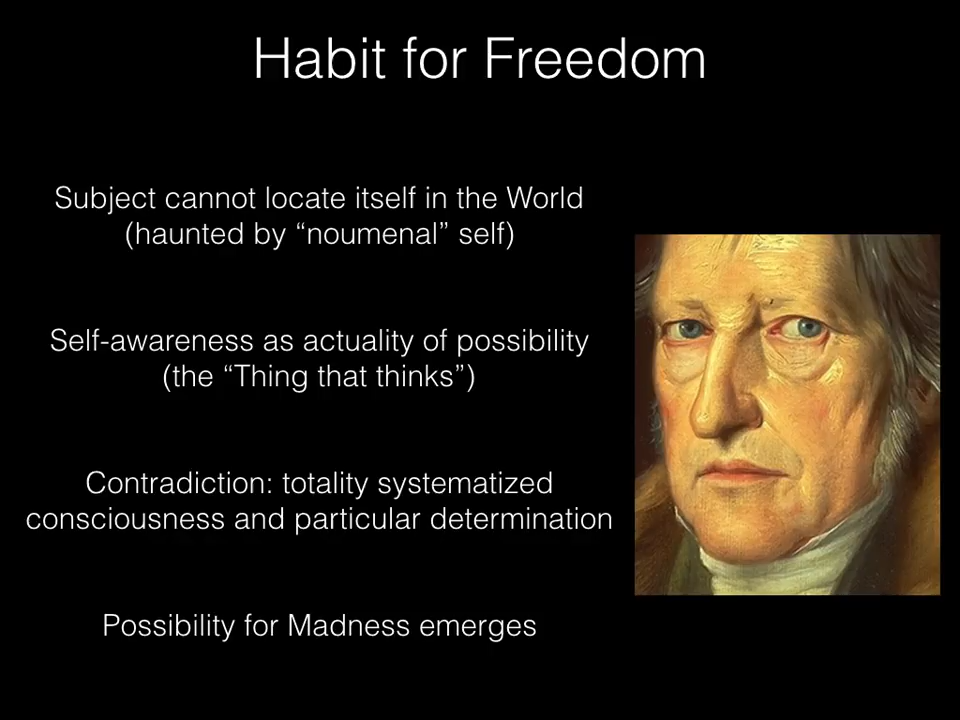 Habit for Freedom
Subject cannot locate itself in the World
(haunted by “noumenal” self)
Self-awareness as actuality of possibility
(the “Thing that thinks”)
Contradiction: totality systematized
consciousness and particular determination
Possibility for Madness emerges